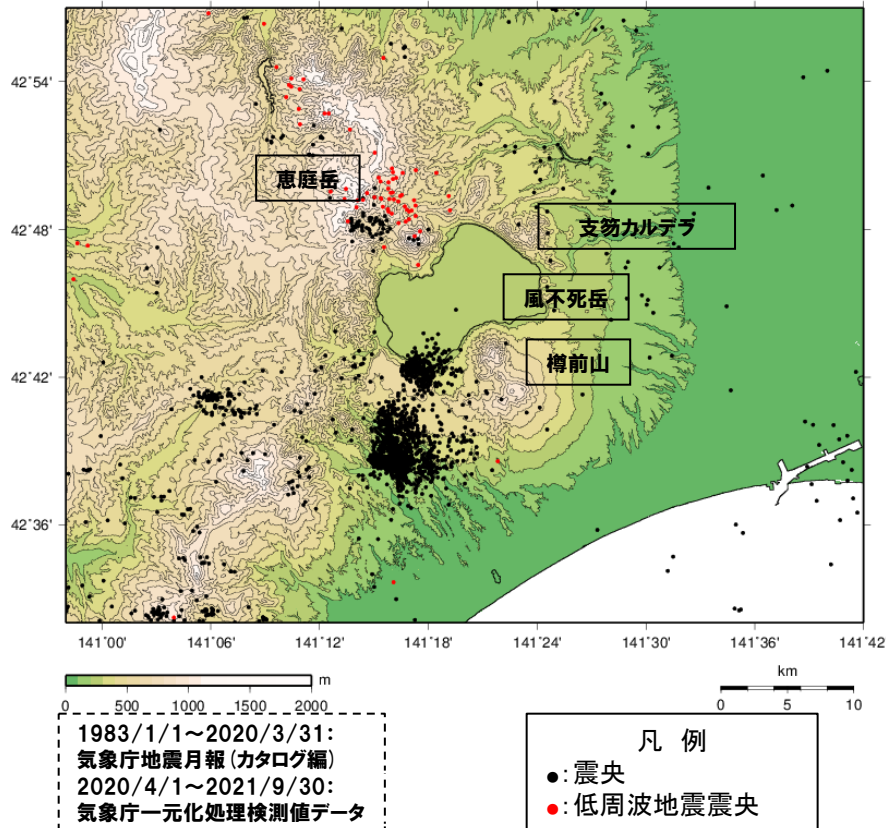 42˚54'
恵庭岳
支笏カルデラ
42˚48'
風不死岳
樽前山
42˚42'
42˚36'
141˚00' 141˚06' 141˚12' 141˚18' 141˚24' 141˚30' 141˚36' 141˚42'
m
0 500 1000 1500 2000
km
0 5 10
1983/1/1~2020/3/31:
気象庁地震月報(カタログ編)
2020/4/1~2021/9/30:
気象庁一元化処理検測値データ
凡 例
●:震央
●:低周波地震震央